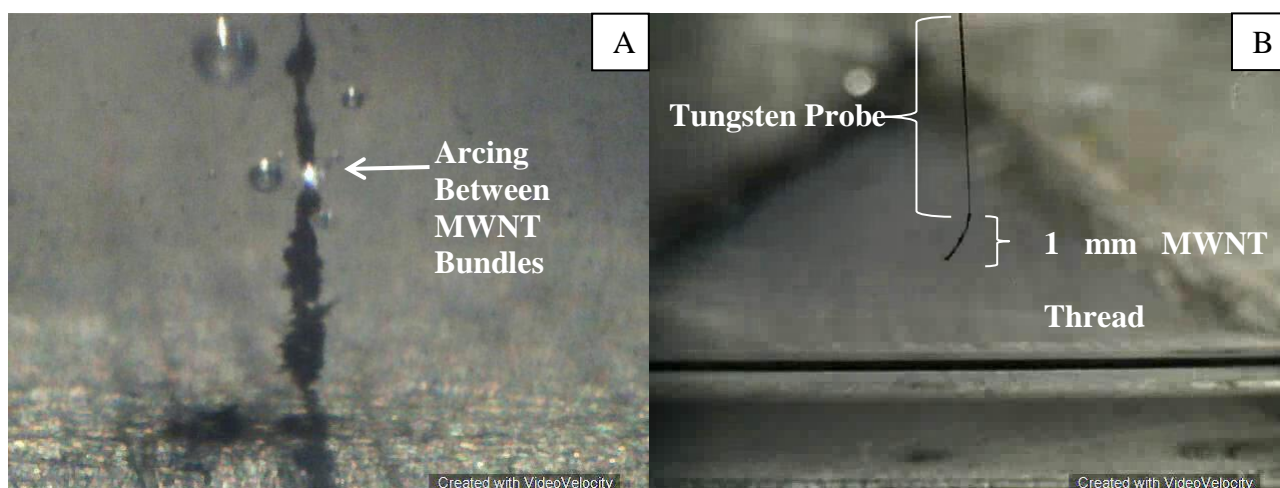 A
Arcing
Between
MWNT
Bundles
Created with VideoVelocity
B
Tungsten Probe
1 mm MWNT
Thread
Created with VideoVelocity